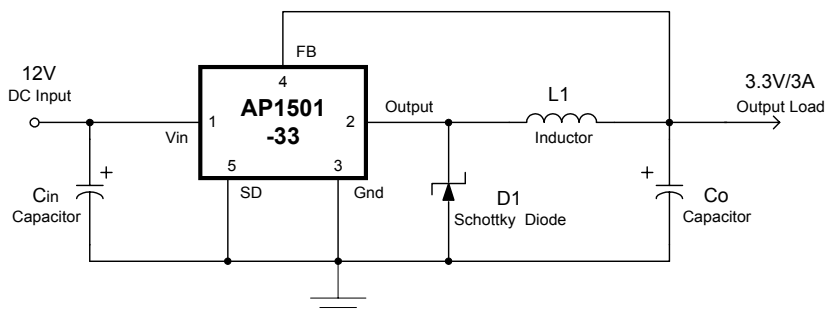 FB
12V
DC Input
4
3.3V/3A
Output Load
AP1501
-33
L1
Inductor
1
2
Output
Vin
5
3
SD
Gnd
+
Cin
Capacitor
D1
Schottky Diode
+
Co
Capacitor